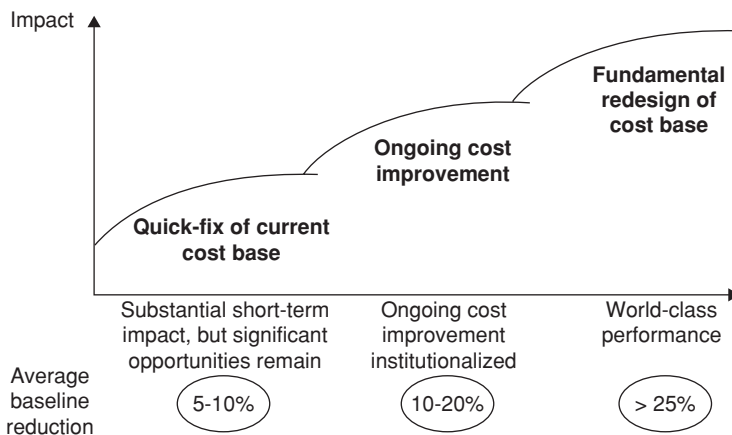 Impact
Fundamental
redesign of
cost base
Ongoing cost
improvement
Quick-fix of current
cost base
Substantial short-term
impact, but significant
opportunities remain
Ongoing cost
improvement
institutionalized
World-class
performance
Average
baseline
reduction
5-10%
10-20%
> 25%